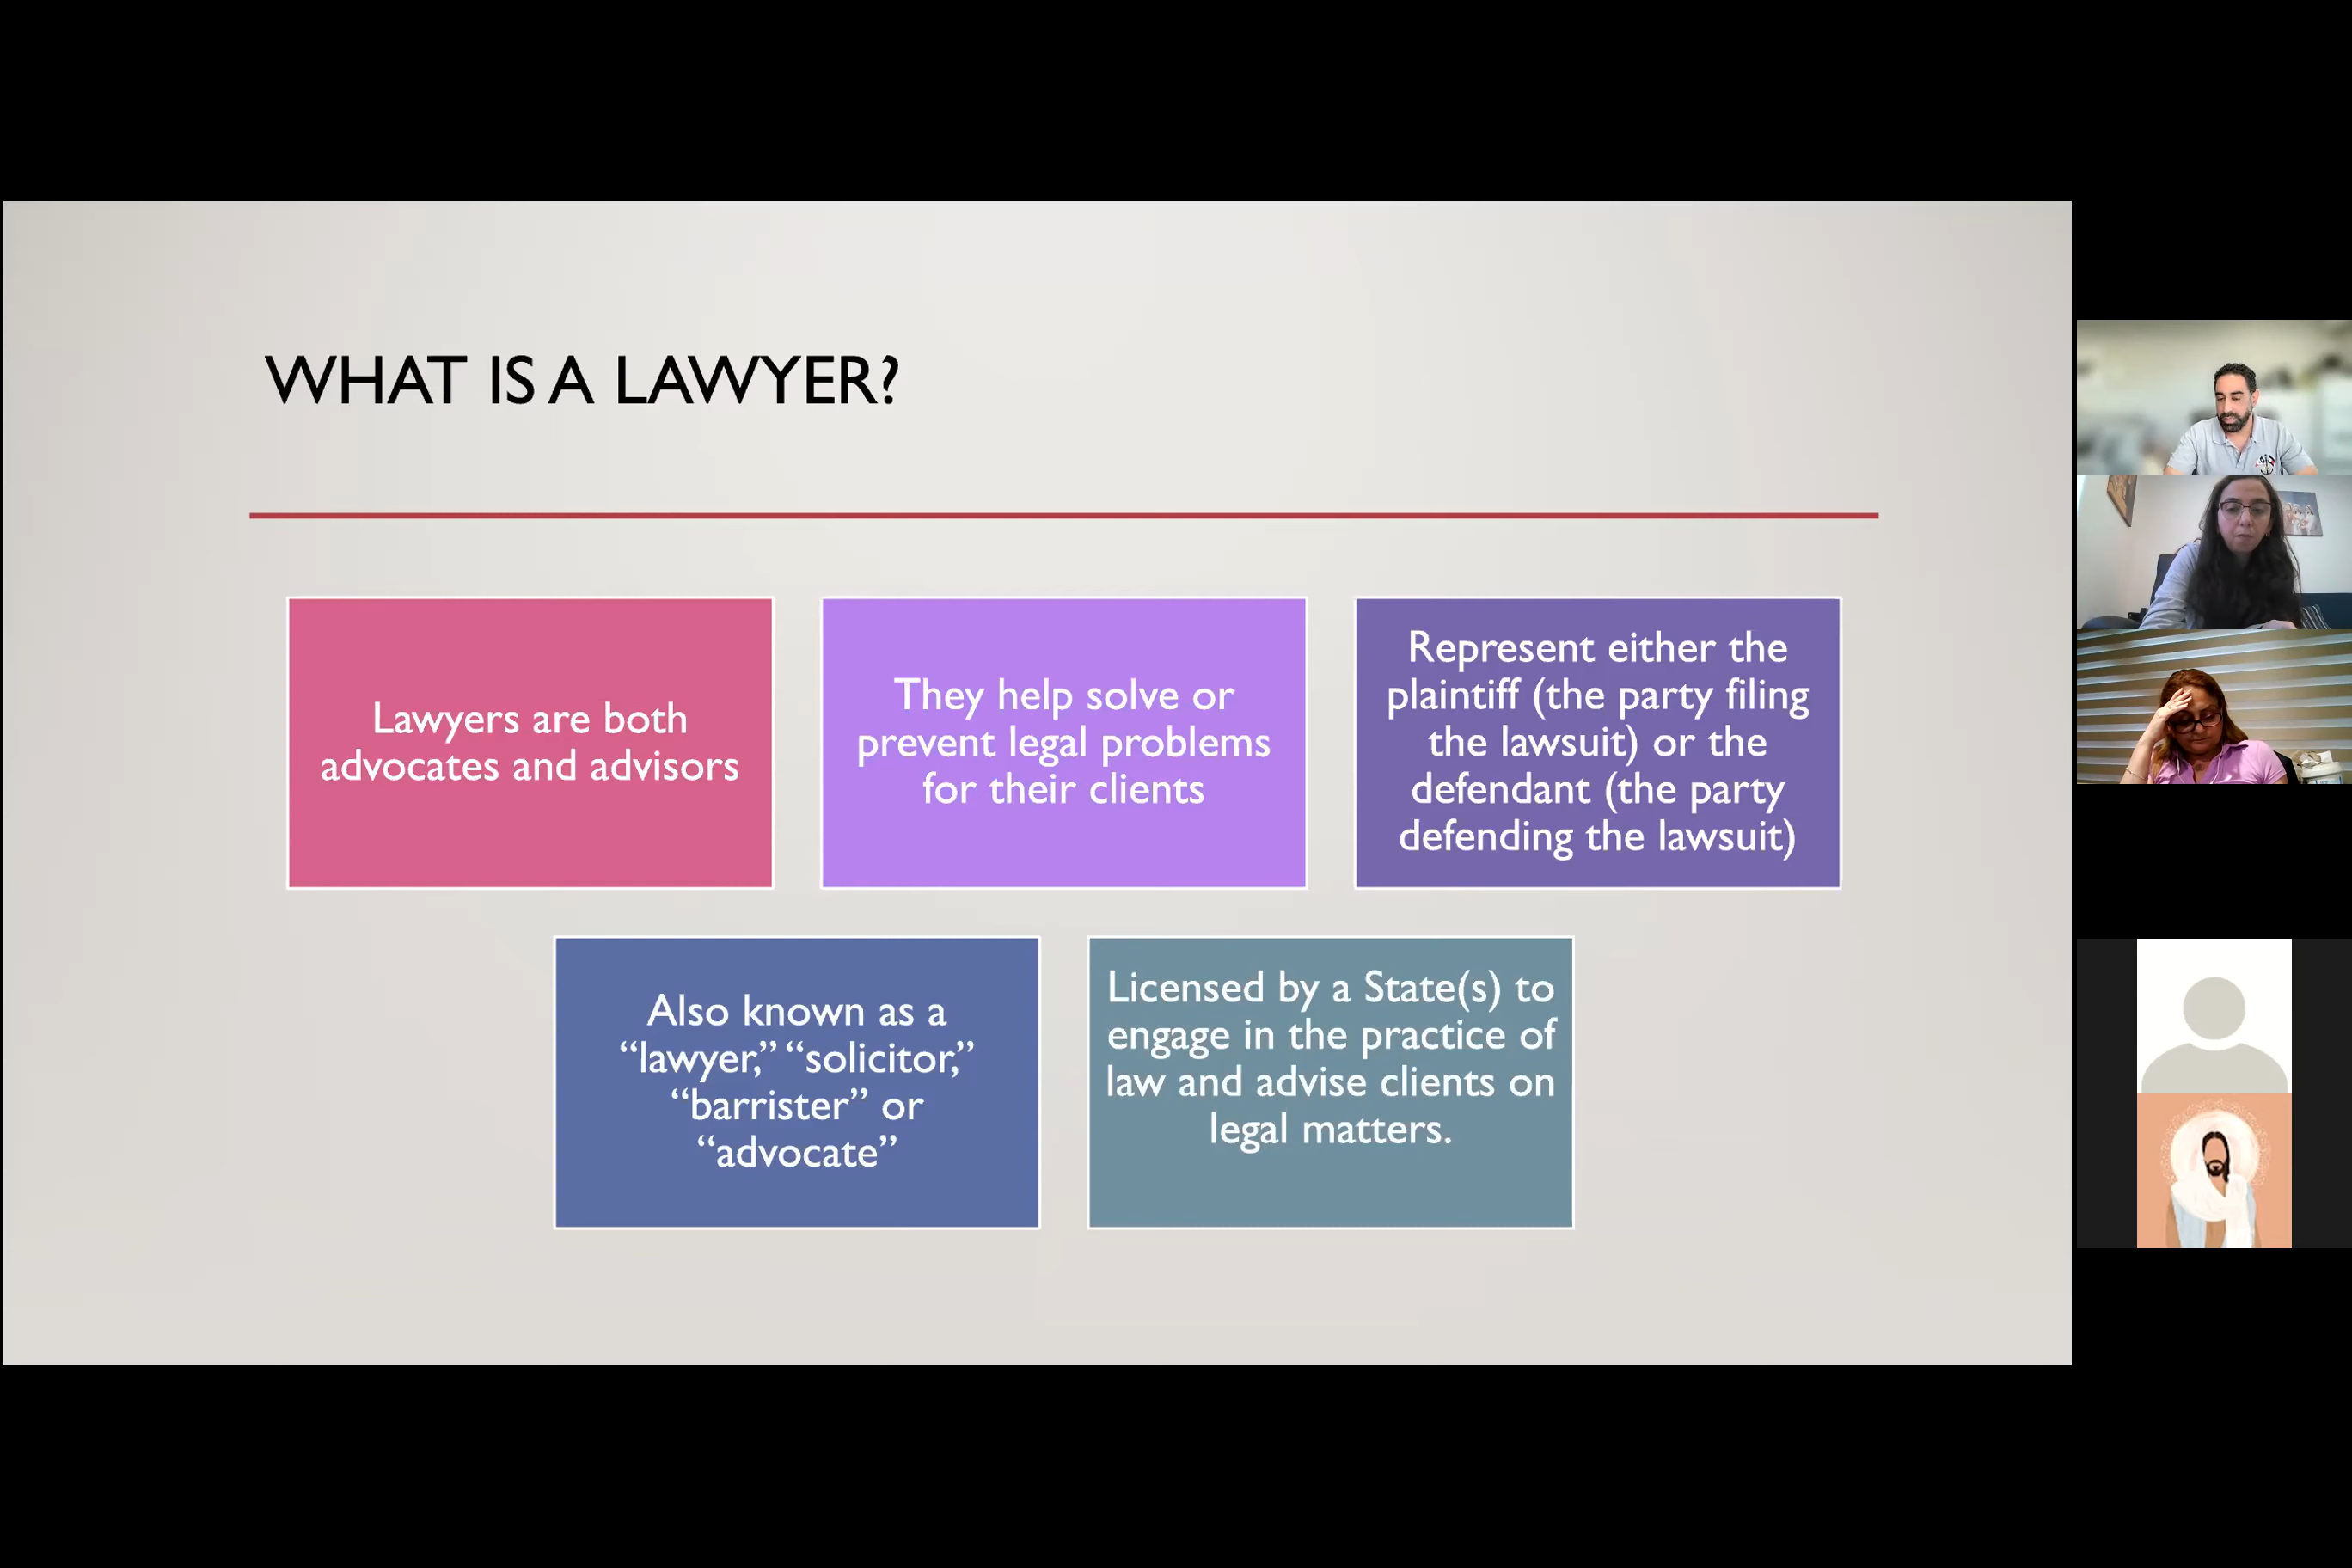 WHAT IS A LAWYER?
Lawyers are both
advocates and advisors
They help solve or
prevent legal problems
for their clients
Represent either the
plaintiff (the party filing
the lawsuit) or the
defendant (the party
defending the lawsuit)
Also known as a
“lawyer,” “solicitor,”
“barrister” or
“advocate”
Licensed by a State(s) to
engage in the practice of
law and advise clients on
legal matters.